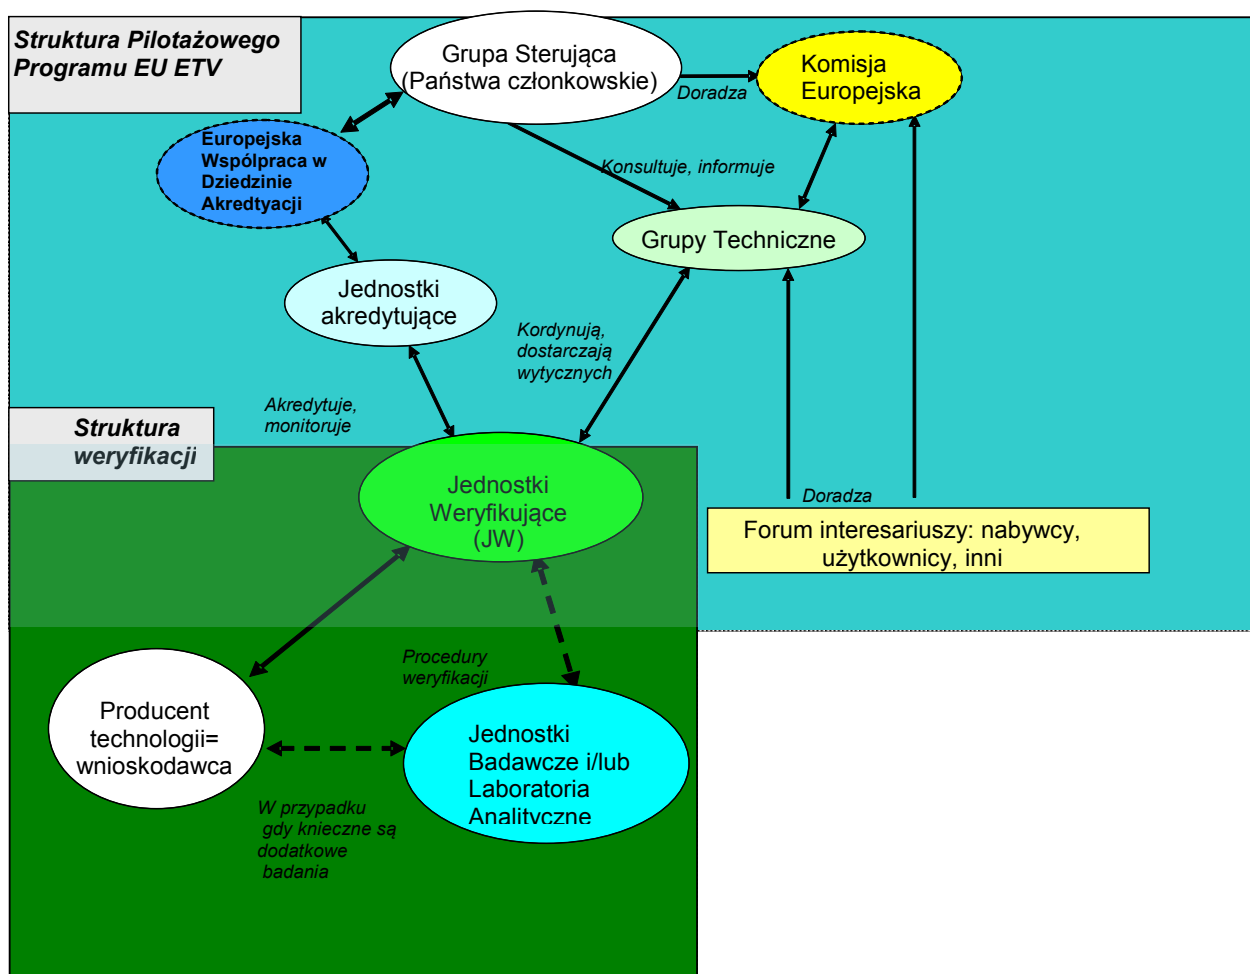 Struktura Pilotażowego
Programu EU ETV
Grupa Sterująca
(Państwa członkowskie)
Doradza
Komisja
Europejska
Europejska
Wspólpraca w
Dziedzinie
Akredtyacji
Konsultuje, informuje
Grupy Techniczne
Jednostki
akredytujące
Kordynują,
dostarczają
wytycznych
Akredytuje,
monitoruje
Struktura
weryfikacji
Jednostki
Weryfikujące
(JW)
Doradza
Forum interesariuszy: nabywcy,
użytkownicy, inni
Procedury
weryfikacji
Producent
technologii=
wnioskodawca
Jednostki
Badawcze i/lub
Laboratoria
Analityczne
W przypadku
gdy knieczne są
dodatkowe
badania